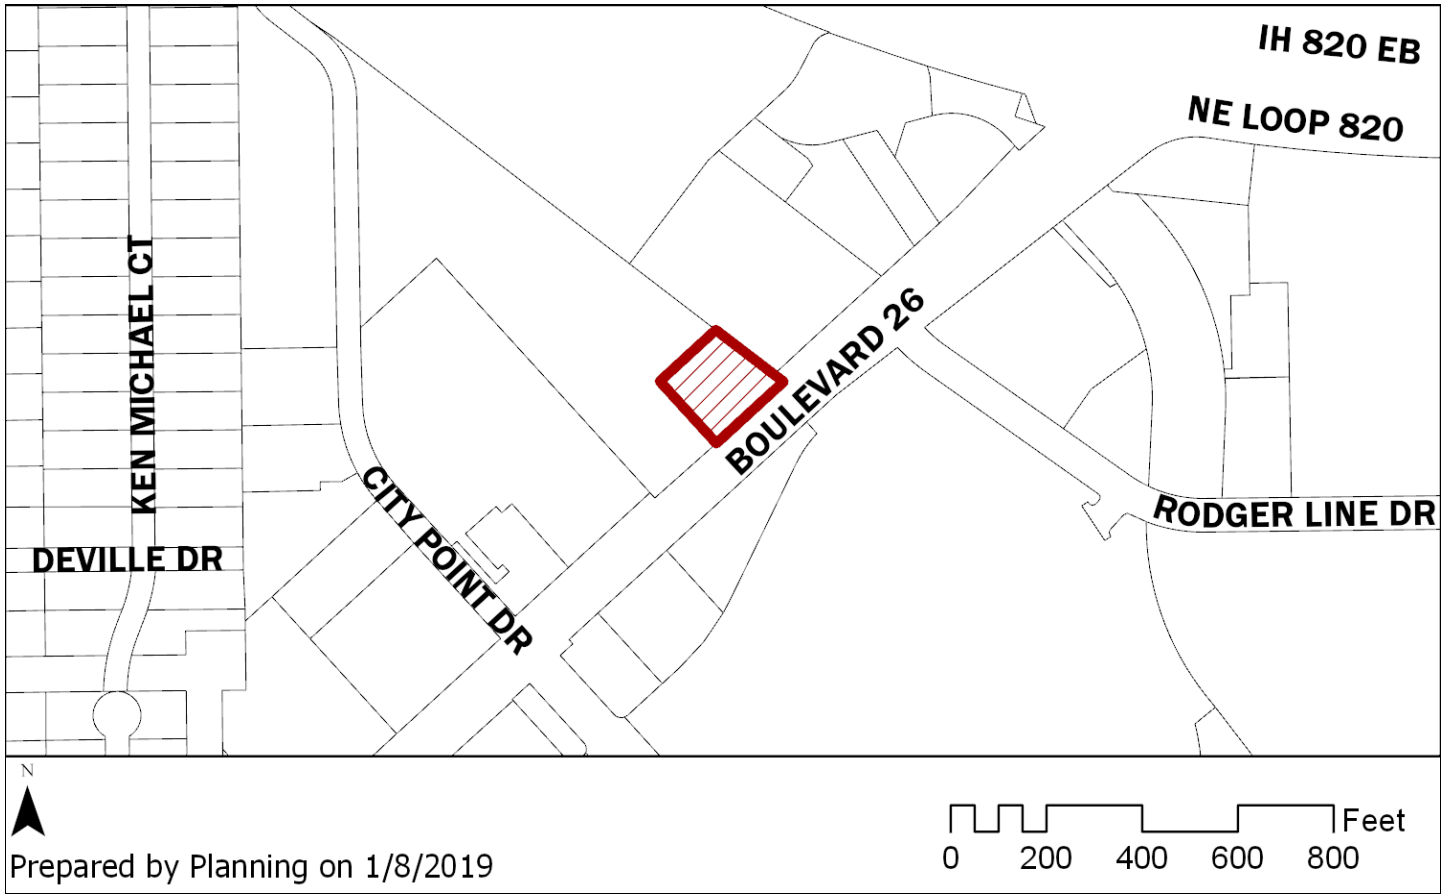 IH 820 EB
NE LOOP 820
KEN MICHAEL CT
BOULEVARD 26
CITY POINT DR
RODGER LINE DR
DEVILLE DR
N
Feet
0 200 400 600 800
Prepared by Planning on 1/8/2019